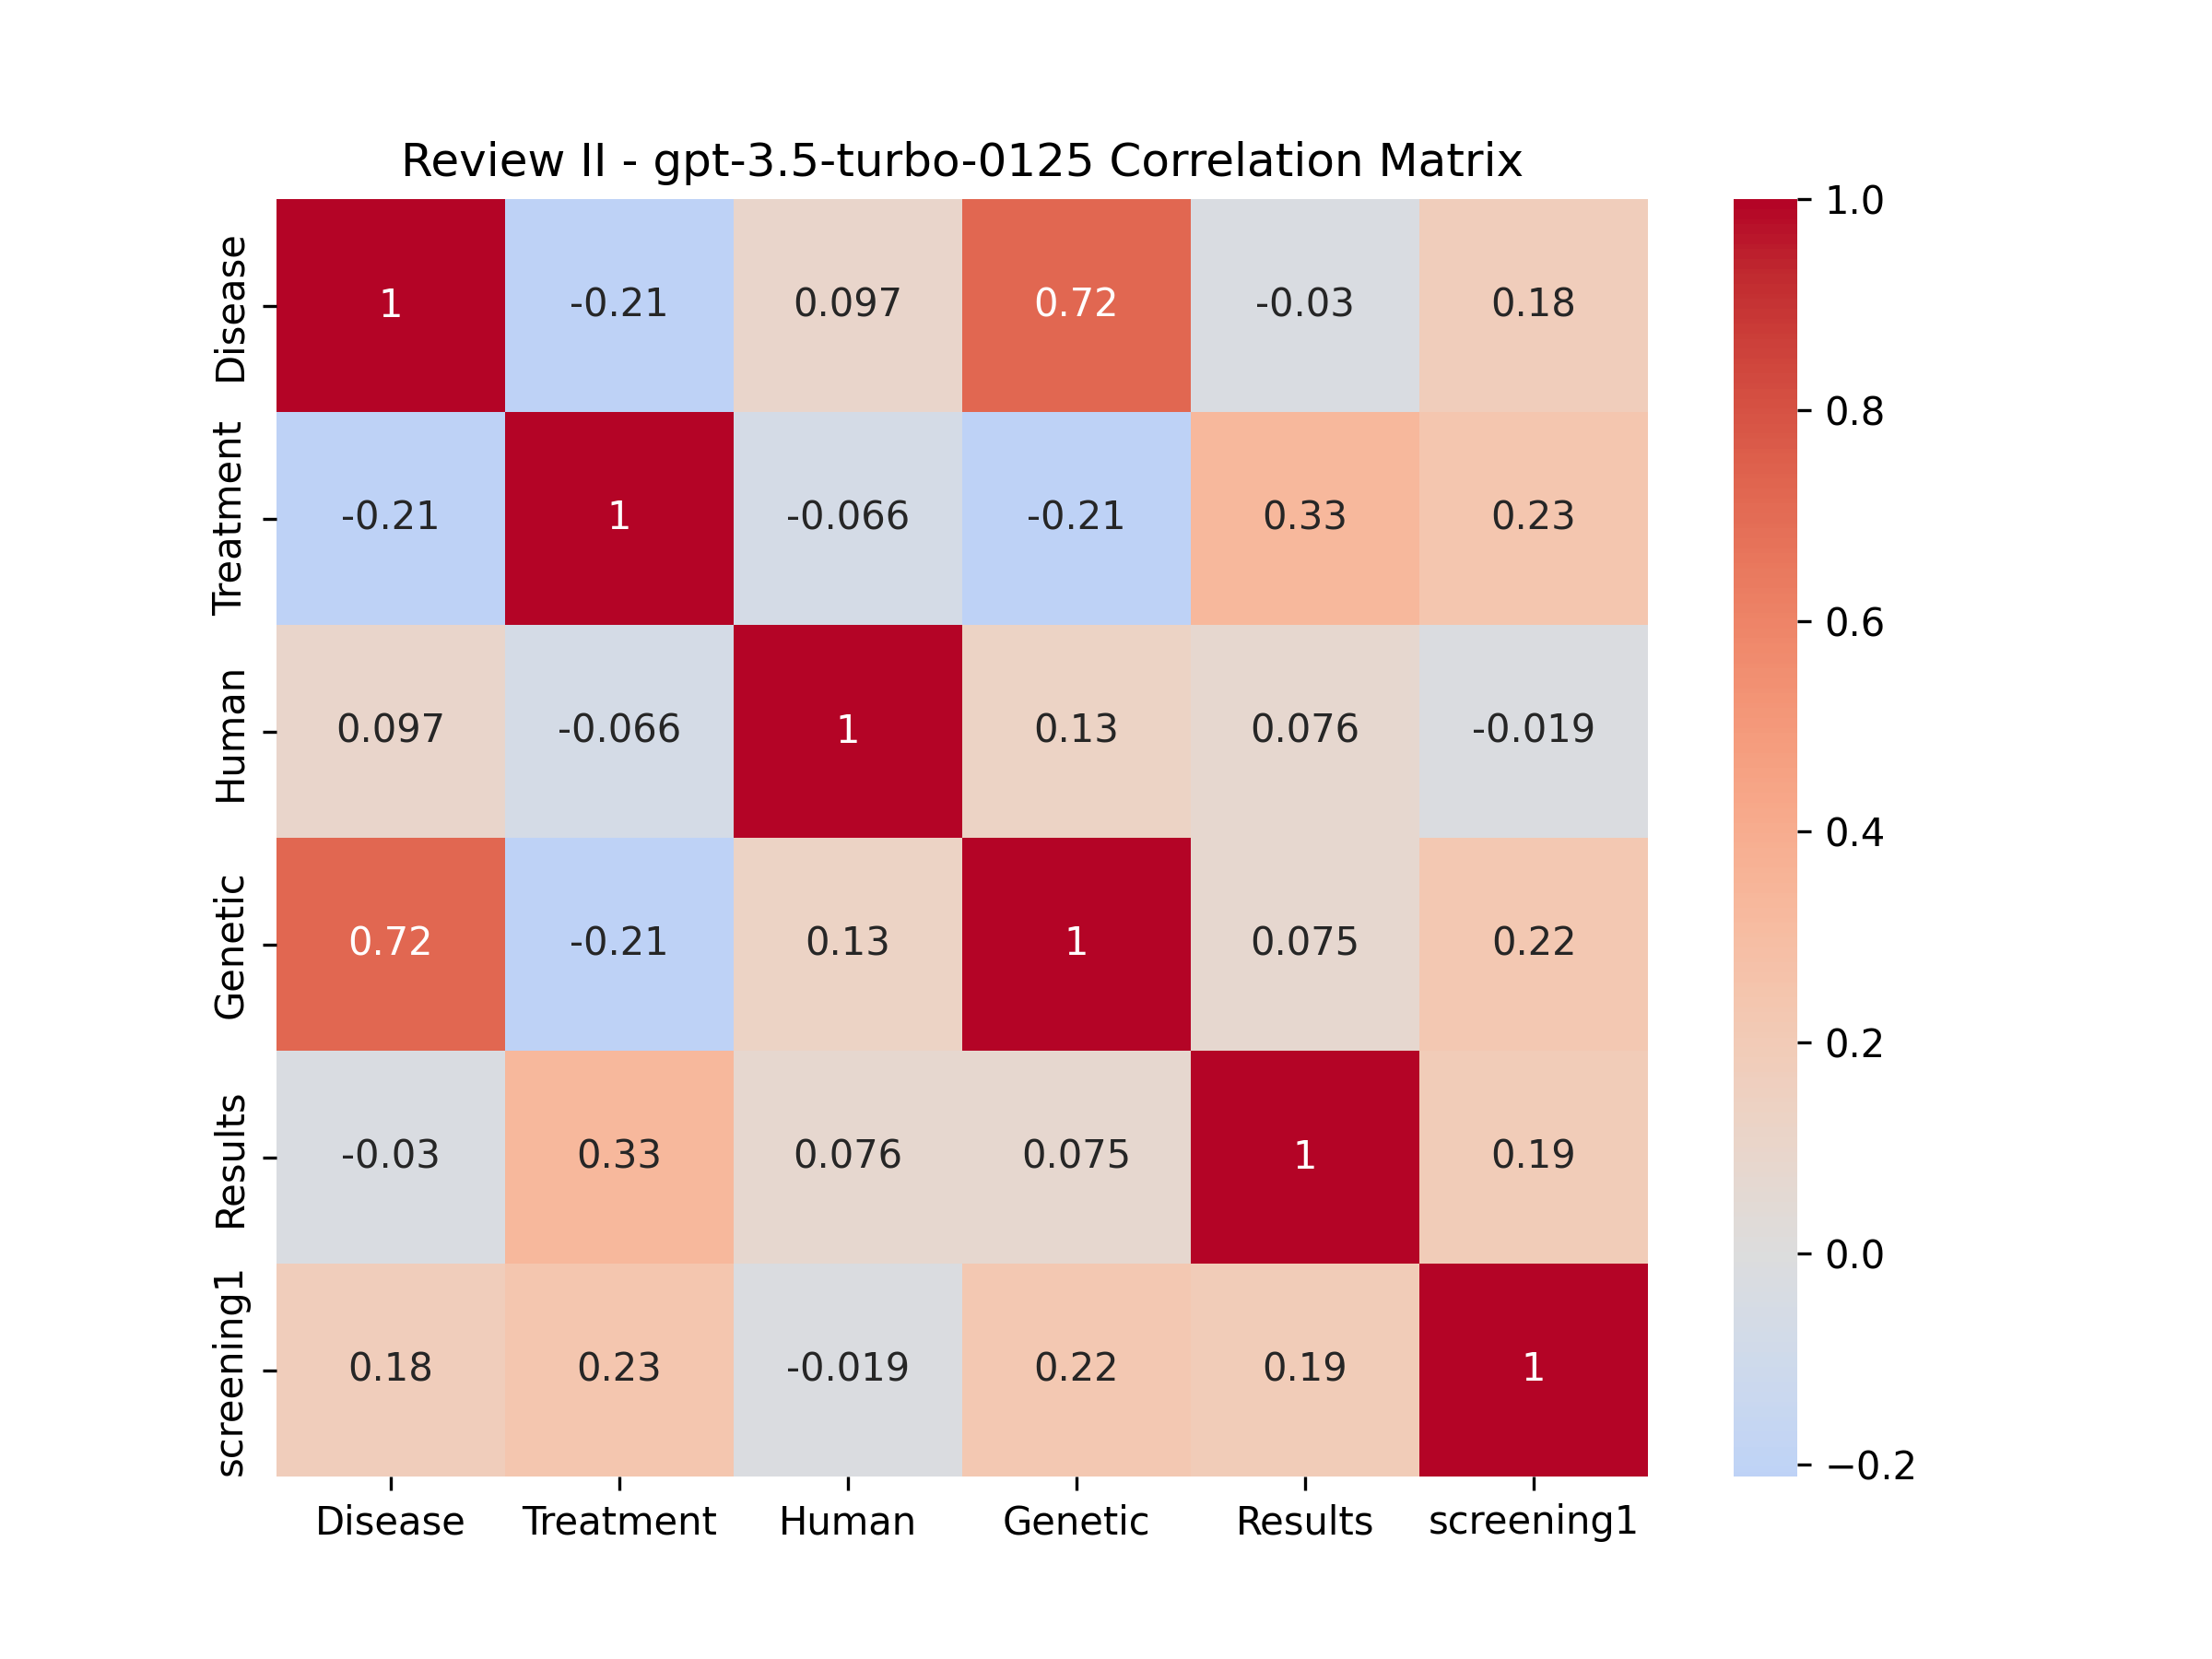 Review II - gpt-3.5-turbo-0125 Correlation Matrix
Disease 1 -0.21 0.097 0.72 -0.03 0.18
Treatment -0.21 1 -0.066 -0.21 0.33 0.23
Human 0.097 -0.066 1 0.13 0.076 -0.019
Genetic 0.72 -0.21 0.13 1 0.075 0.22
Results -0.03 0.33 0.076 0.075 1 0.19
screening1 0.18 0.23 -0.019 0.22 0.19 1
Disease Treatment Human Genetic Results screening1
1.0
0.8
0.6
0.4
0.2
0.0
−0.2